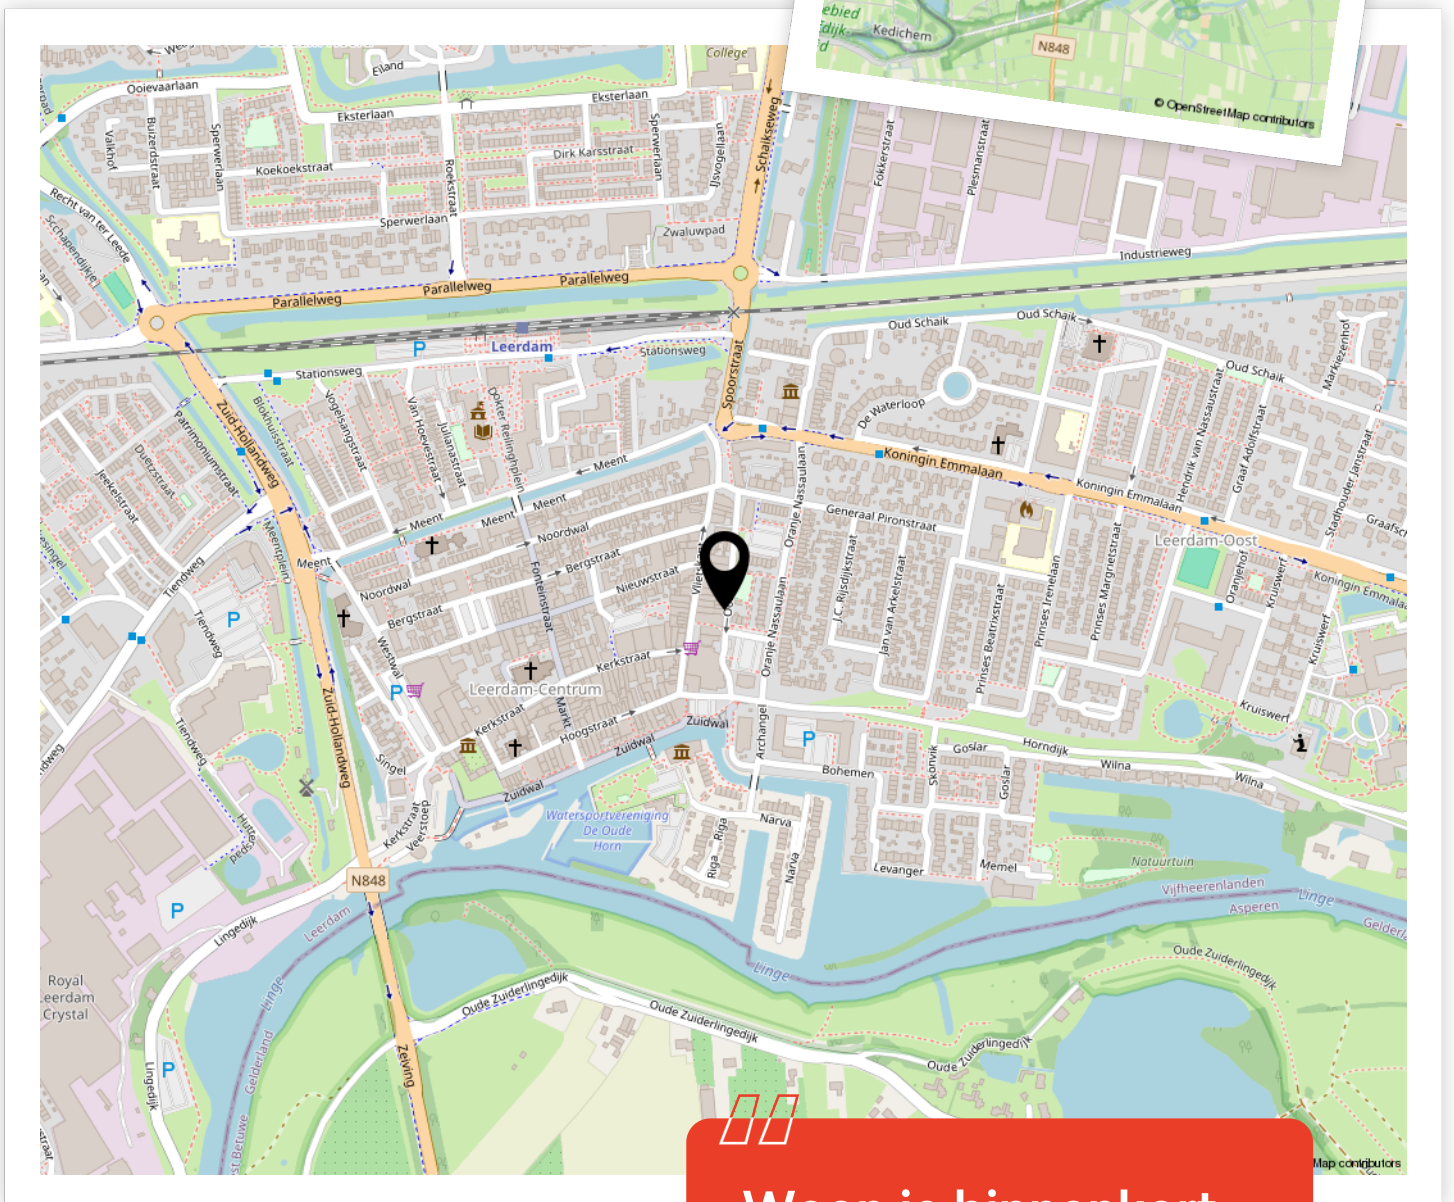 Kedichem
N848
© OpenStreetMap contributors
College
Eiland
Ooievaarlaan
Eksterlaan
Eksterlaan
Valkhof
Buizerdstraat
Sperwerlaan
Koekoekstraat
Roekstraat
Dirk Karsstraat
Sperwerlaan
IJsvogellaan
Schaikseweg
Fokkerstraat
Plesmanstraat
Recht van ter Leede
Schapendijkje
Sperwerlaan
Zwaluwpad
Industrieweg
Parallelweg
Parallelweg
Parallelweg
P
Leerdam
Stationsweg
Stationsweg
Spoorstraat
Oud Schaik
Oud Schaik
Oud Schaik
Markiezenhof
De Waterloop
Zuid-Hollandweg
Blokhuisstraat
Vogelsangstraat
Van Hoevestraat
Julianastraat
Dokter Reilinghplein
Patrimoniumstraat
Duetzstraat
Jeekelstraat
Meent
Meent
Meent
Meent
Meent
Meentplein
Koningin Emmalaan
Koningin Emmalaan
Hendrik van Nassaustraat
Graaf Adolfstraat
Stadhouder Janstraat
Leerdam-Oost
Oranje Nassaulaan
Generaal Pironstraat
Noordwal
Bergstraat
Nieuwstraat
Noordwal
Bergstraat
Fonteinstraat
Tiendweg
Tiendweg
Tiendweg
P
Westwal
J.C. Rijsdijkstraat
Jan van Arkelstraat
Prinses Beatrixstraat
Prinses Irenelaan
Prinses Margrietstraat
Oranjehof
Kruiswerf
Kruiswerf
Kruiswerf
Oranje Nassaulaan
Kerkstraat
Leerdam-Centrum
P
Markt
Kerkstraat
Hoogstraat
Zuidwal
Zuidwal
Zuidwal
Archangel
P
Bohemen
Skonvik
Goslar
Goslar
Horndijk
Wilna
Wilna
Singel
Zuid-Hollandweg
Kerkstraat
Veerstoep
Watersportvereniging
De Oude
Horn
Narva
Narva
Riga
Riga
Levanger
Memel
Natuurtuin
N848
P
Lingedijk
Leerdam
Linge
Gelderland
Vijfheerenlanden
Asperen
Linge
Linge
Royal
Leerdam
Crystal
P
Lingedijk
Zeiving
Oude Zuiderlingedijk
Oude Zuiderlingedijk
Oude Zuiderlingedijk
Oude Zuiderlingedijk
Map contributors